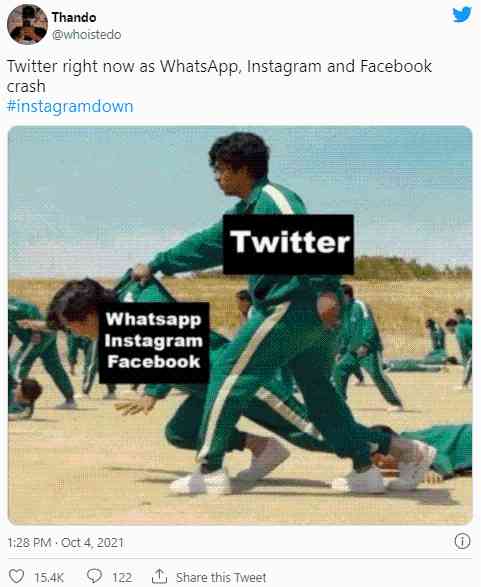 Thando
@whoistedo
Twitter right now as WhatsApp, Instagram and Facebook
crash
#instagramdown
Twitter
Whatsapp
Instagram
Facebook
1:28 PM · Oct 4, 2021
15.4K
122
Share this Tweet